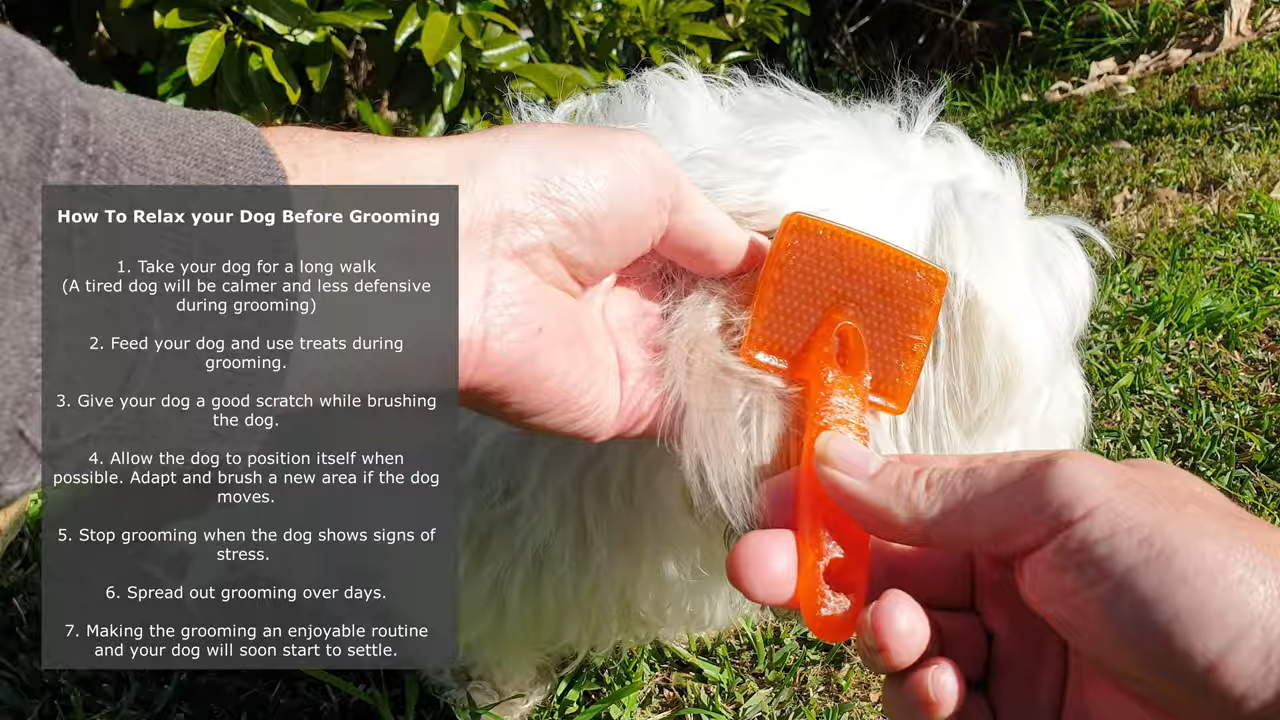 How To Relax your Dog Before Grooming
1. Take your dog for a long walk
(A tired dog will be calmer and less defensive
during grooming)
2. Feed your dog and use treats during
grooming.
3. Give your dog a good scratch while brushing
the dog.
4. Allow the dog to position itself when
possible. Adapt and brush a new area if the dog
moves.
5. Stop grooming when the dog shows signs of
stress.
6. Spread out grooming over days.
7. Making the grooming an enjoyable routine
and your dog will soon start to settle.